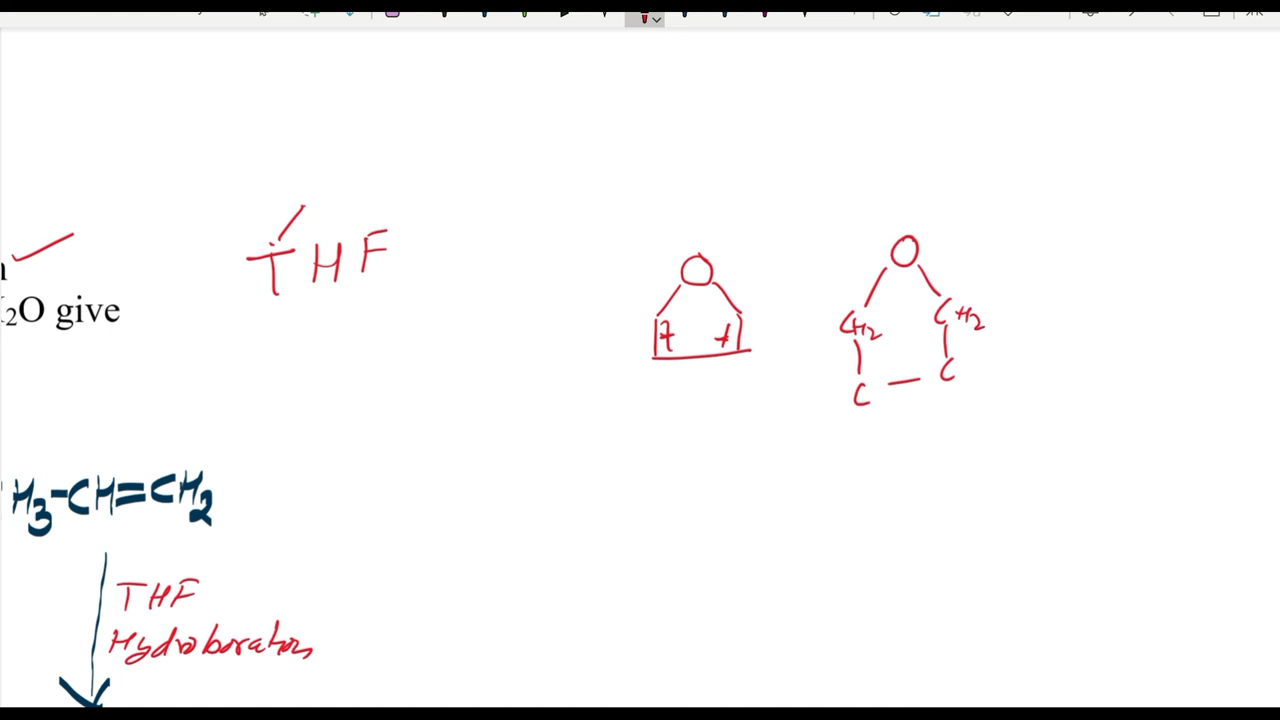 THF
₂O give
O
O
CH₂ CH₂
C — C
H₃-CH=CH₂
THF
Hydroboration